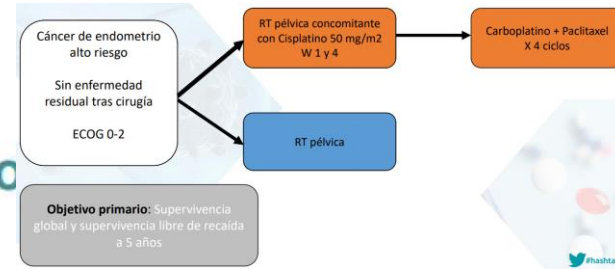 Cáncer de endometrio
alto riesgo
Sin enfermedad
residual tras cirugía
ECOG 0-2
RT pélvica concomitante
con Cisplatino 50 mg/m2
W 1 y 4
Carboplatino + Paclitaxel
X 4 ciclos
RT pélvica
Objetivo primario: Supervivencia
global y supervivencia libre de recaída
a 5 años
#hashta